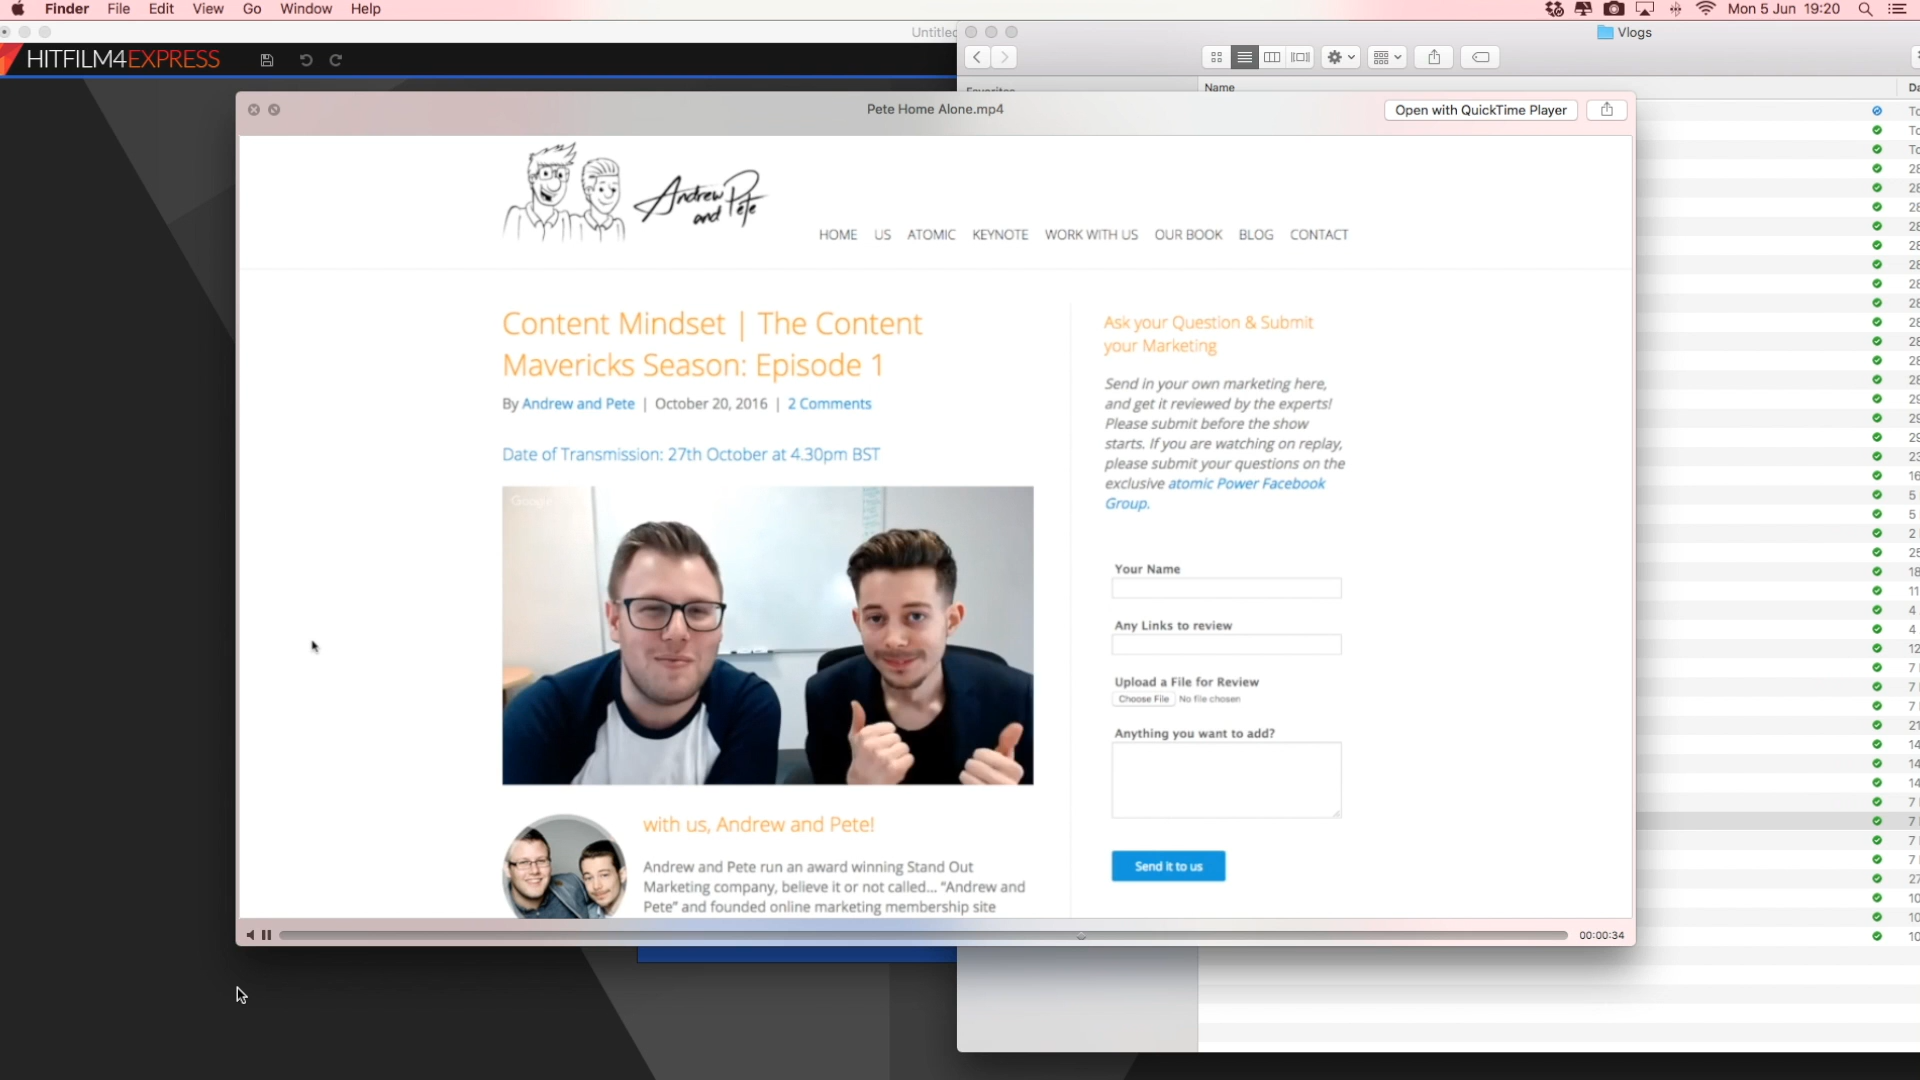 Finder File Edit View Go Window Help
Mon 5 Jun 19:20
Untitled
Vlogs
HITFILM4EXPRESS
Name
Pete Home Alone.mp4
Open with QuickTime Player
Andrew and Pete
HOME US ATOMIC KEYNOTE WORK WITH US OUR BOOK BLOG CONTACT
Content Mindset | The Content
Mavericks Season: Episode 1
By Andrew and Pete | October 20, 2016 | 2 Comments
Date of Transmission: 27th October at 4.30pm BST
Google
with us, Andrew and Pete!
Andrew and Pete run an award winning Stand Out
Marketing company, believe it or not called... "Andrew and
Pete" and founded online marketing membership site
Ask your Question & Submit
your Marketing
Send in your own marketing here,
and get it reviewed by the experts!
Please submit before the show
starts. If you are watching on replay,
please submit your questions on the
exclusive atomic Power Facebook
Group.
Your Name
Any Links to review
Upload a File for Review
Choose File No file chosen
Anything you want to add?
Send it to us
00:00:34